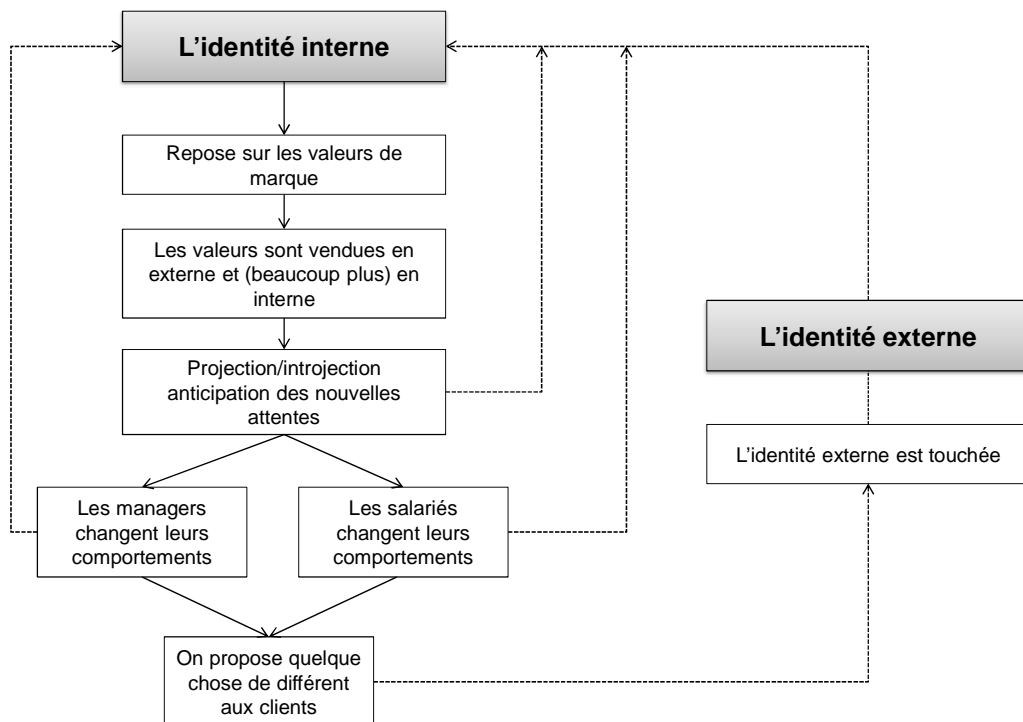 L'identité interne
Repose sur les valeurs de
marque
Les valeurs sont vendues en
externe et (beaucoup plus) en
interne
Projection/introjection
anticipation des nouvelles
attentes
Les managers
changent leurs
comportements
Les salariés
changent leurs
comportements
On propose quelque
chose de différent
aux clients
L'identité externe
L'identité externe est touchée